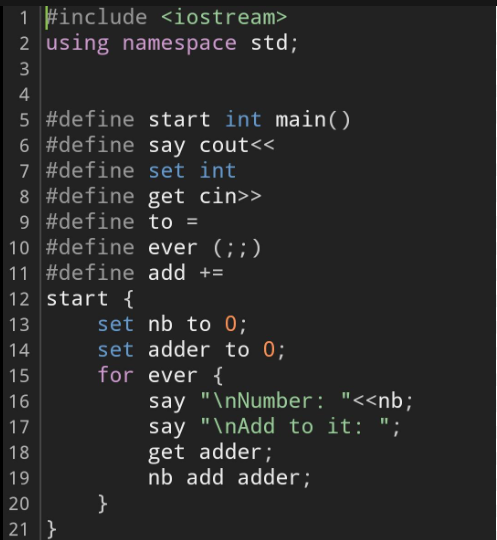 1 #include <iostream>
2 using namespace std;
3
4
5 #define start int main()
6 #define say cout<<
7 #define set int
8 #define get cin>>
9 #define to =
10 #define ever (;;)
11 #define add +=
12 start {
13     set nb to 0;
14     set adder to 0;
15     for ever {
16         say "\nNumber: "<<nb;
17         say "\nAdd to it: ";
18         get adder;
19         nb add adder;
20     }
21 }